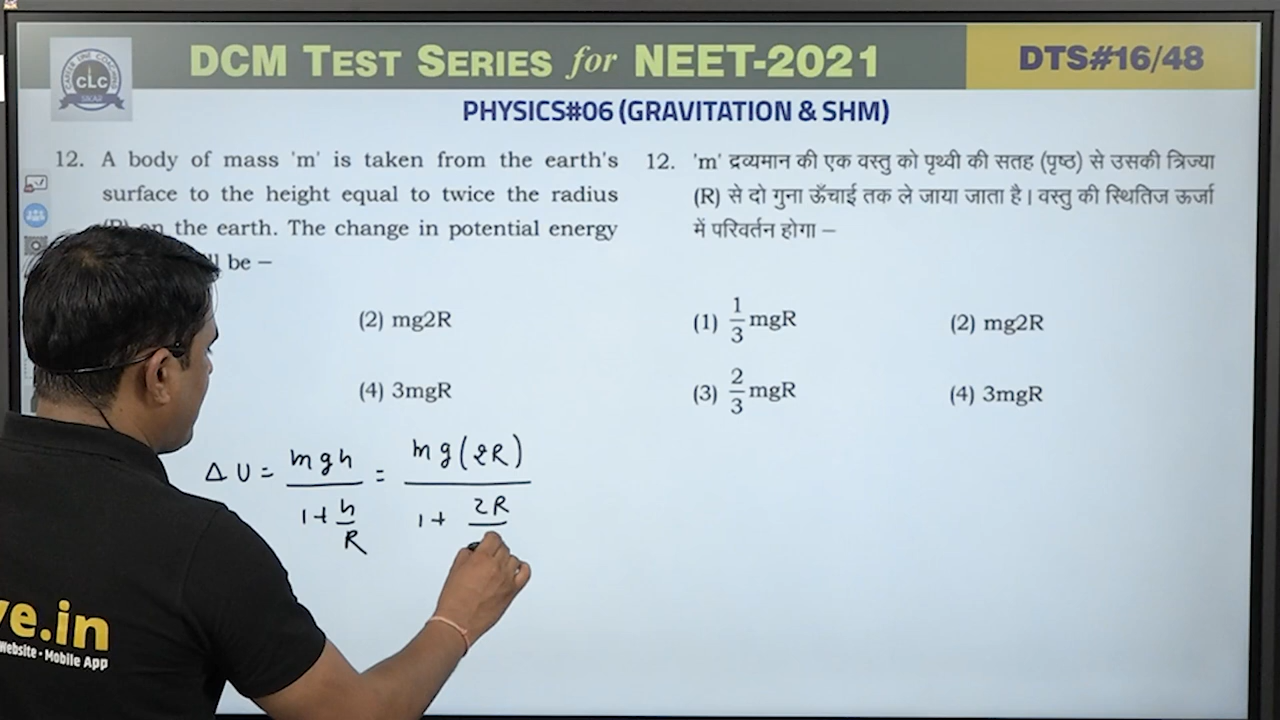 DCM TEST SERIES for NEET-2021
DTS#16/48
CLC
PHYSICS#06 (GRAVITATION & SHM)
12. A body of mass 'm' is taken from the earth's
surface to the height equal to twice the radius
the earth. The change in potential energy
be –
(2) mg2R
(4) 3mgR
12. 'm' द्रव्यमान की एक वस्तु को पृथ्वी की सतह (पृष्ठ) से उसकी त्रिज्या
(R) से दो गुना ऊँचाई तक ले जाया जाता है। वस्तु की स्थितिज ऊर्जा
में परिवर्तन होगा –
(1) 1/3 mgR (2) mg2R
(3) 2/3 mgR (4) 3mgR
Δ U = mgh / 1 + h/R = mg(2R) / 1 + 2R
ve.in
Website • Mobile App